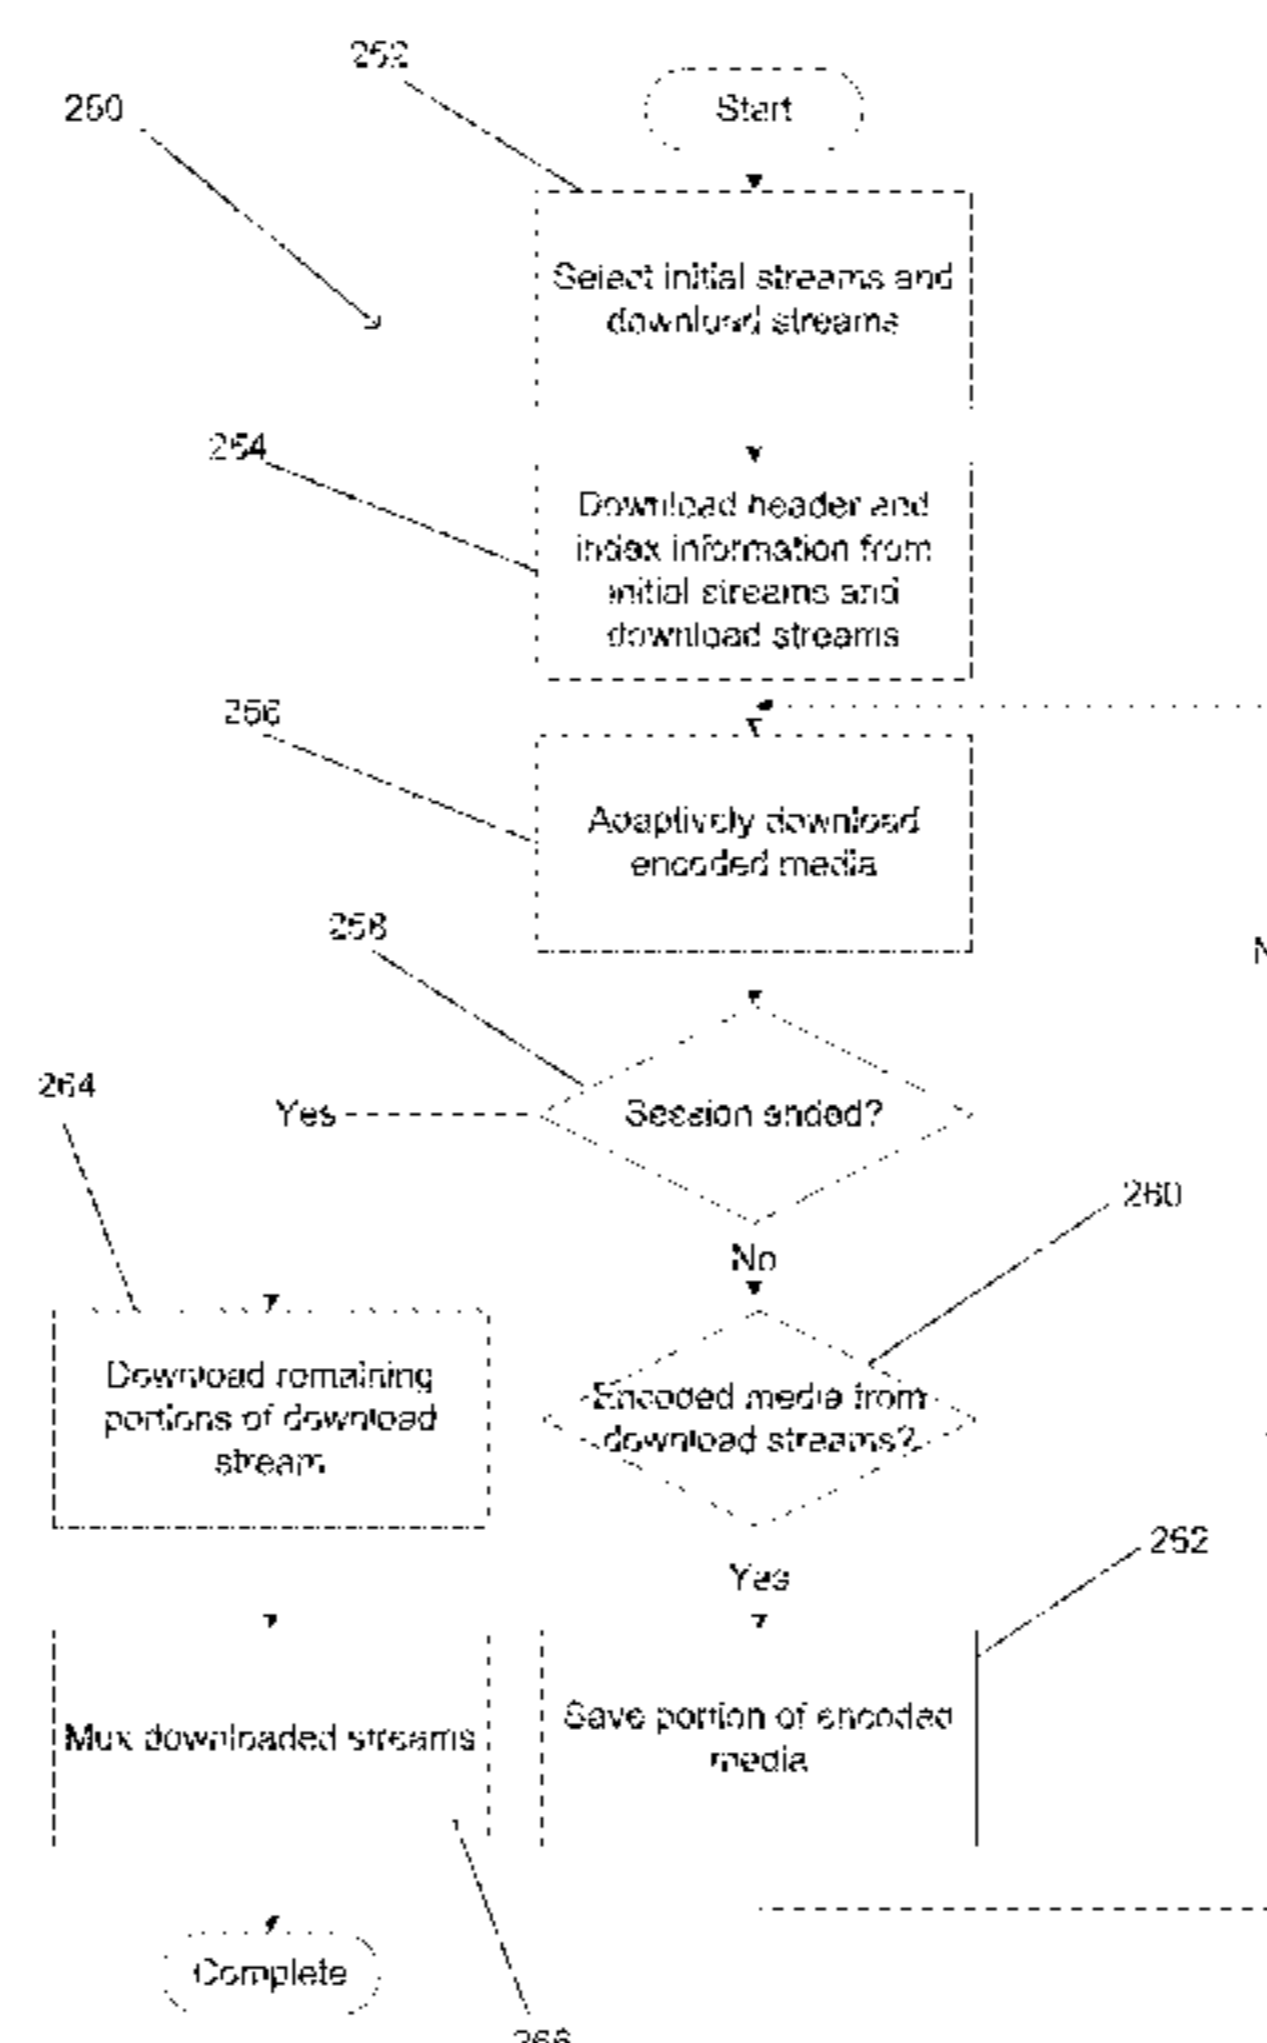 252
250
Start
Select initial streams and
download streams
254
Download header and
index information from
initial streams and
download streams
256
Adaptively download
encoded media
258
N
264
Yes
Session ended?
260
No
Download remaining
portions of download
stream
Encoded media from
download streams?
262
Yes
Mux downloaded streams
Save portion of encoded
media
Complete
266